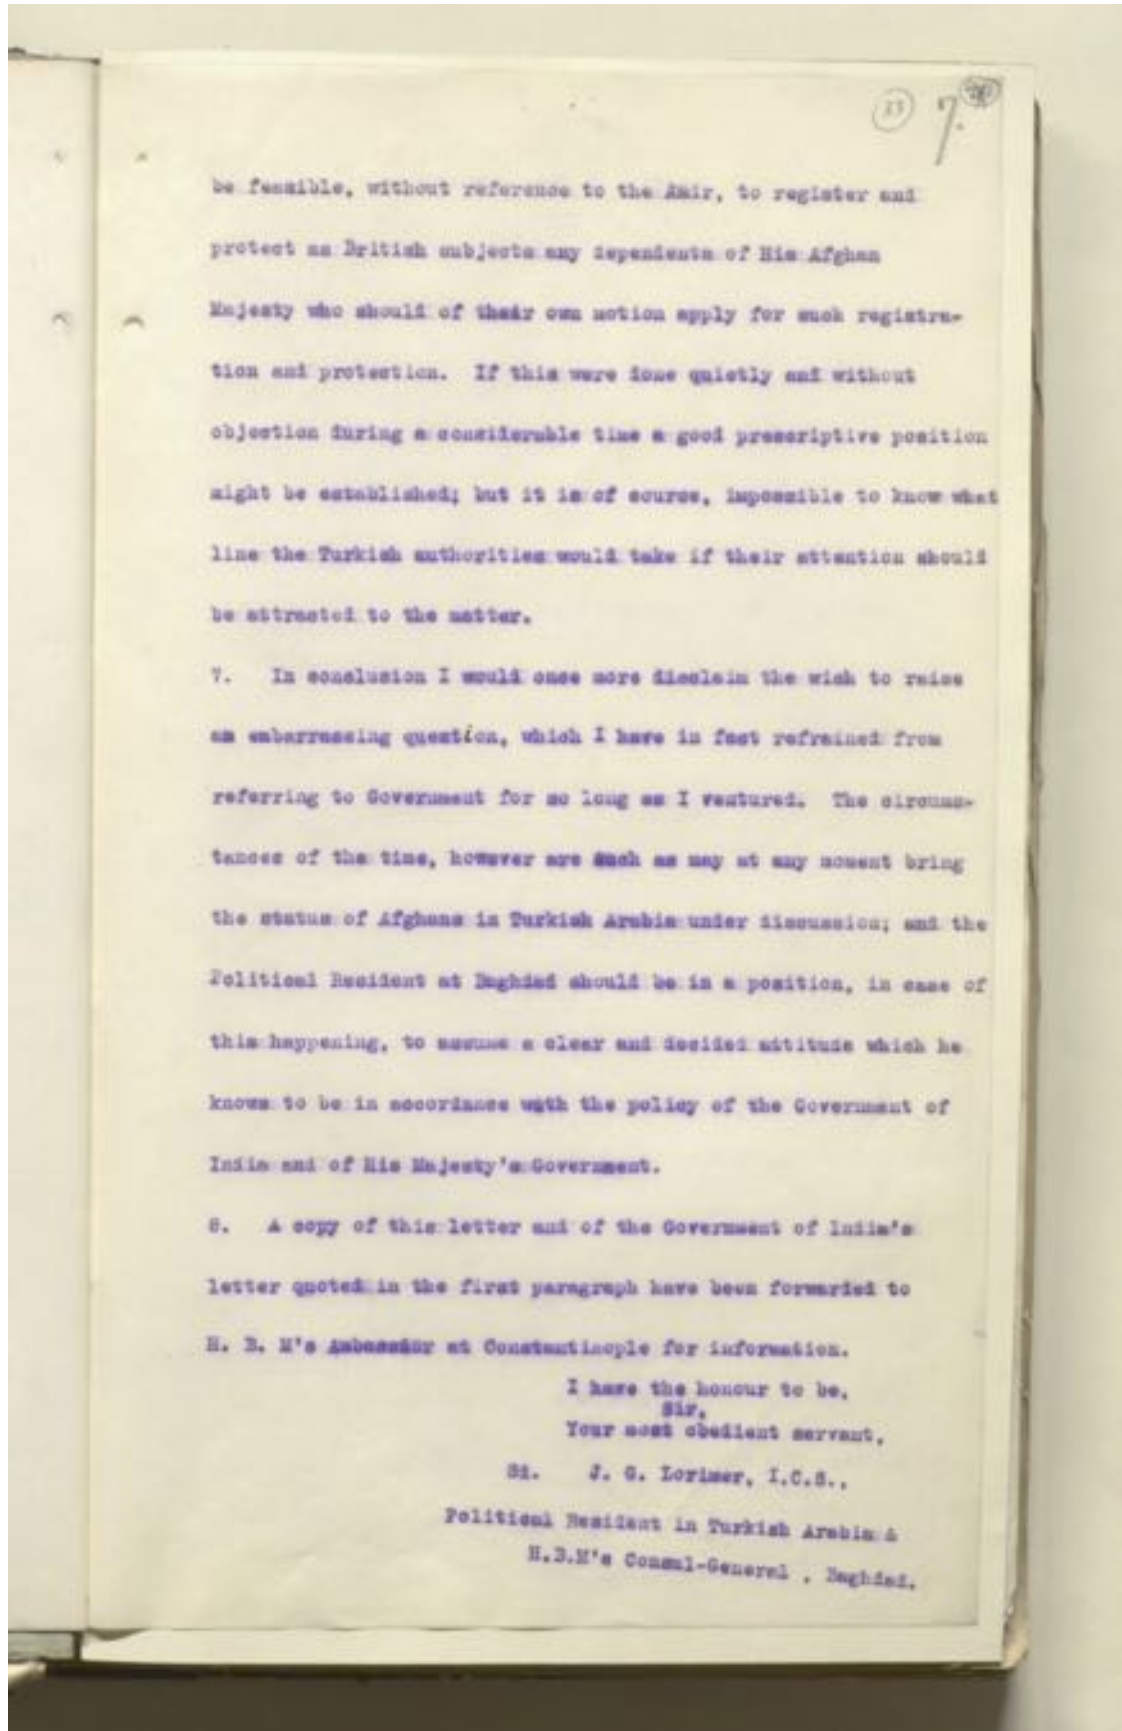 33 7.
be feasible, without reference to the Amir, to register and
protect as British subjects any dependents of His Afghan
Majesty who should of their own motion apply for such registra-
tion and protection. If this were done quietly and without
objection during a considerable time a good prescriptive position
might be established; but it is of course, impossible to know what
line the Turkish authorities would take if their attention should
be attracted to the matter.
7. In conclusion I would once more disclaim the wish to raise
an embarrassing question, which I have in fact refrained from
referring to Government for so long as I ventured. The circums-
tances of the time, however are such as may at any moment bring
the status of Afghans in Turkish Arabia under discussion; and the
Political Resident at Baghdad should be in a position, in case of
this happening, to assume a clear and decided attitude which he
knows to be in accordance with the policy of the Government of
India and of His Majesty's Government.
8. A copy of this letter and of the Government of India's
letter quoted in the first paragraph have been forwarded to
H. B. M's Ambassador at Constantinople for information.
I have the honour to be,
Sir,
Your most obedient servant,
Sd. J. G. Lorimer, I.C.S.,
Political Resident in Turkish Arabia &
H.B.M's Consul-General , Baghdad.